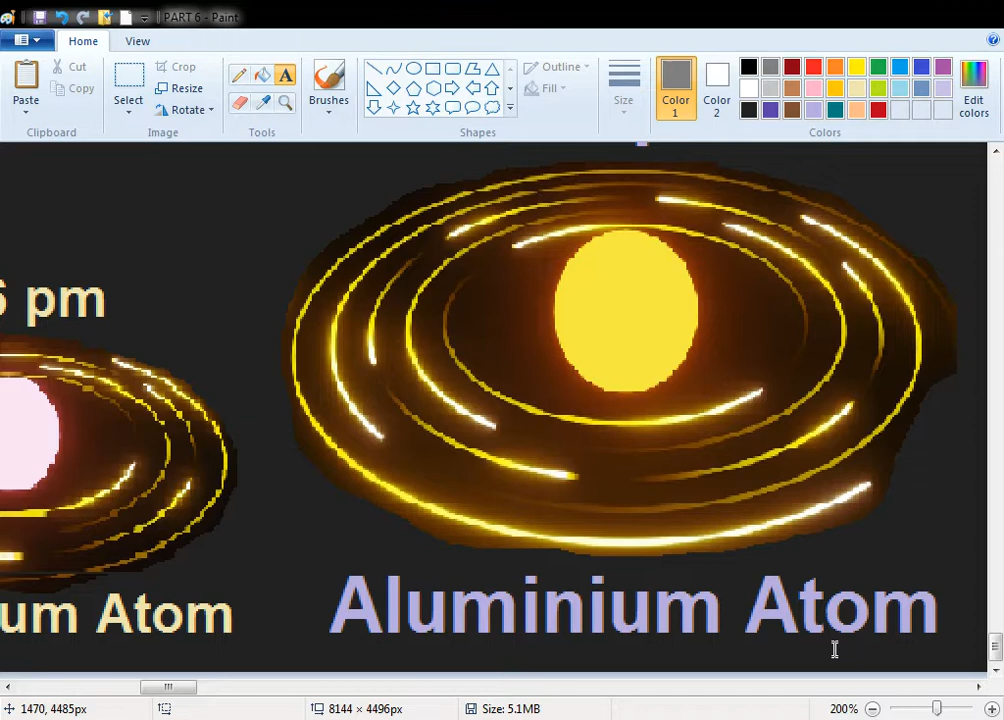 PART 6 - Paint
Home View
Paste
Cut
Copy
Clipboard
Select
Crop
Resize
Rotate
Image
A
Tools
Brushes
Outline
Fill
Shapes
Size
Color 1
Color 2
Edit colors
Colors
6 pm
um Atom
Aluminium Atom
1470, 4485px
8144 × 4496px
Size: 5.1MB
200%